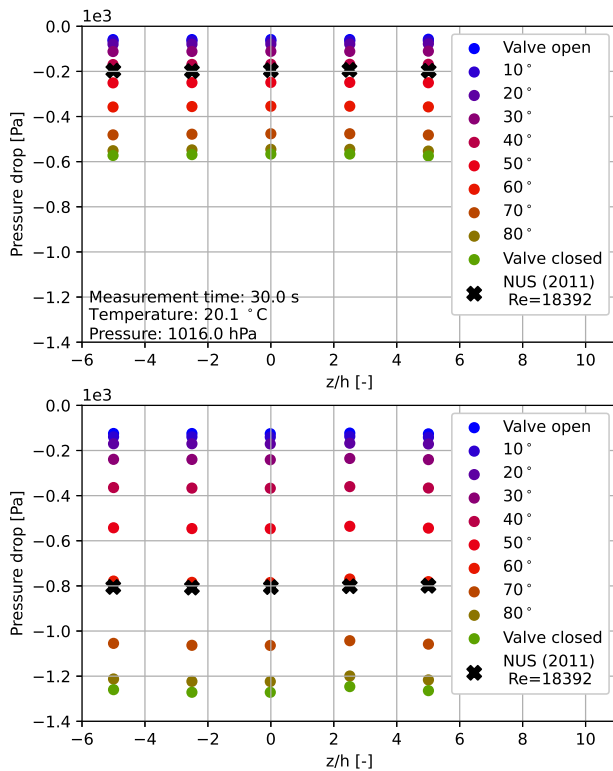 1e3
0.0
−0.2
−0.4
−0.6
−0.8
−1.0
−1.2
−1.4
Pressure drop [Pa]
Valve open
10°
20°
30°
40°
50°
60°
70°
80°
Valve closed
NUS (2011)
Re=18392
Measurement time: 30.0 s
Temperature: 20.1 °C
Pressure: 1016.0 hPa
−6 −4 −2 0 2 4 6 8 10
z/h [-]
1e3
0.0
−0.2
−0.4
−0.6
−0.8
−1.0
−1.2
−1.4
Pressure drop [Pa]
Valve open
10°
20°
30°
40°
50°
60°
70°
80°
Valve closed
NUS (2011)
Re=18392
−6 −4 −2 0 2 4 6 8 10
z/h [-]